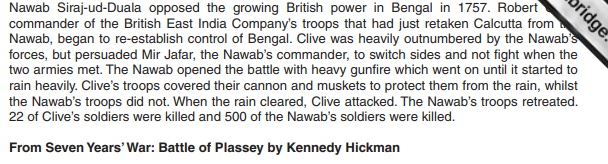 Nawab Siraj-ud-Duala opposed the growing British power in Bengal in 1757. Robert
commander of the British East India Company's troops that had just retaken Calcutta from
Nawab, began to re-establish control of Bengal. Clive was heavily outnumbered by the Nawab's
forces, but persuaded Mir Jafar, the Nawab's commander, to switch sides and not fight when the
two armies met. The Nawab opened the battle with heavy gunfire which went on until it started to
rain heavily. Clive's troops covered their cannon and muskets to protect them from the rain, whilst
the Nawab's troops did not. When the rain cleared, Clive attacked. The Nawab's troops retreated.
22 of Clive's soldiers were killed and 500 of the Nawab's soldiers were killed.
From Seven Years' War: Battle of Plassey by Kennedy Hickman